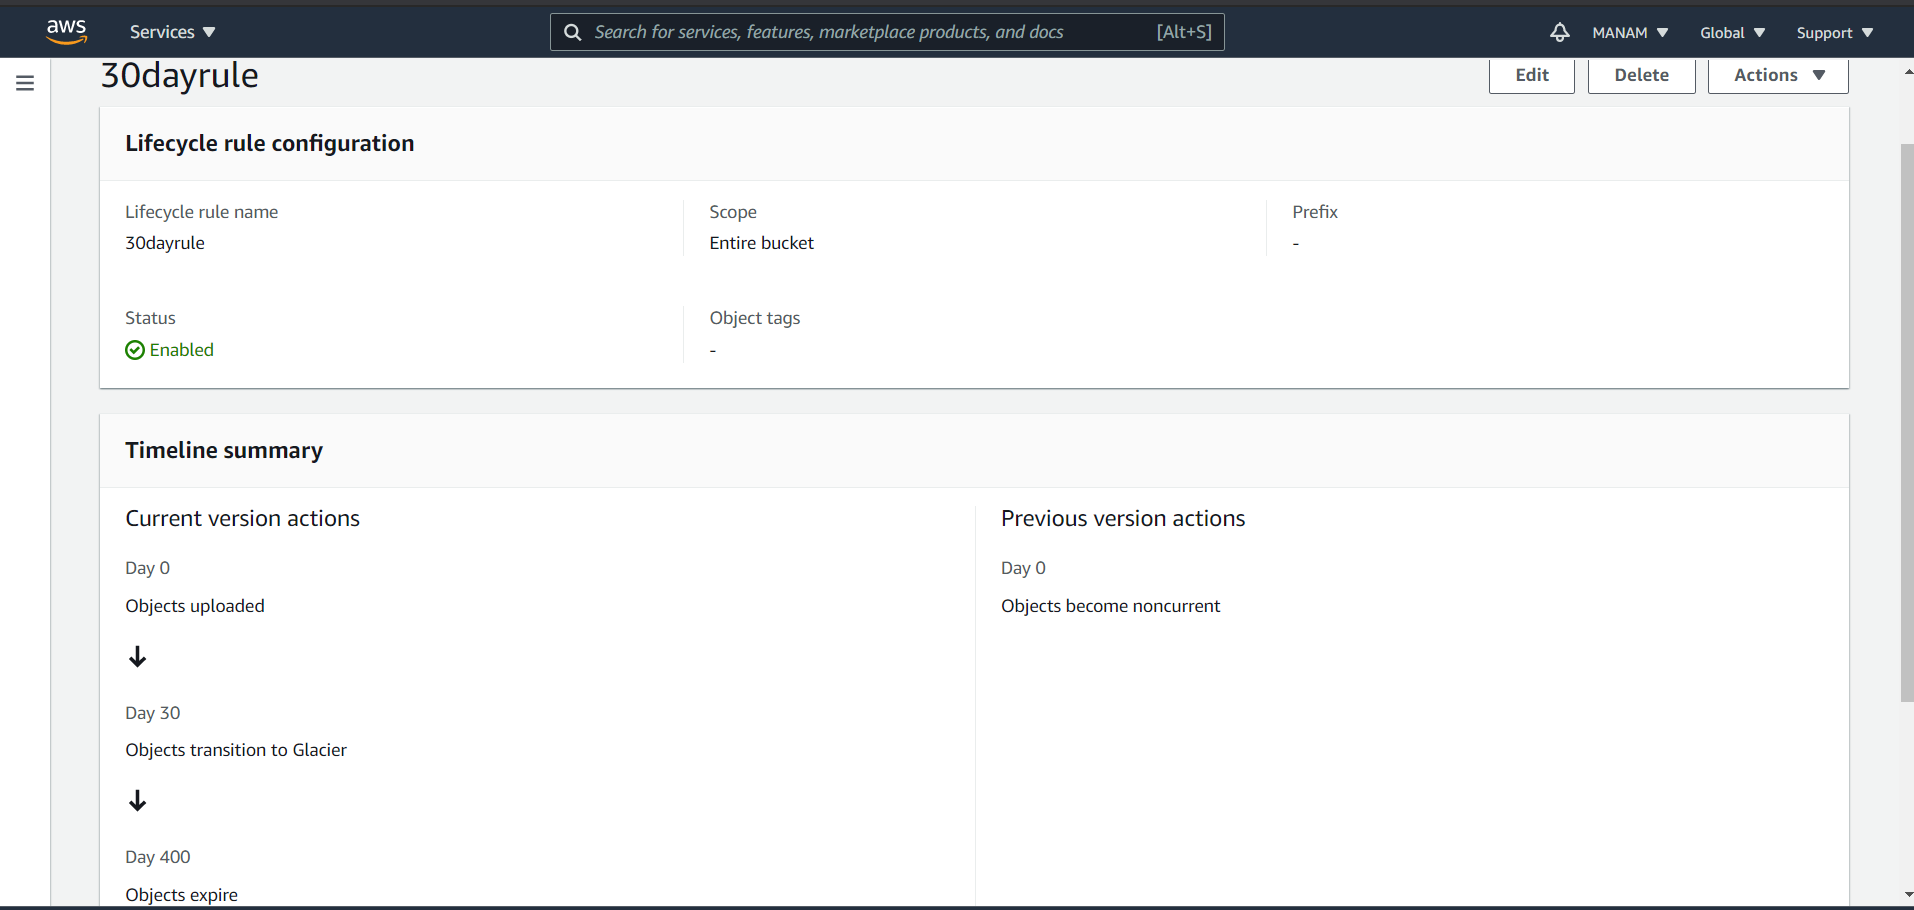 aws Services Search for services, features, marketplace products, and docs [Alt+S] MANAM Global Support
30dayrule Edit Delete Actions
Lifecycle rule configuration
Lifecycle rule name Scope Prefix
30dayrule Entire bucket -
Status Object tags
Enabled -
Timeline summary
Current version actions Previous version actions
Day 0 Day 0
Objects uploaded Objects become noncurrent
Day 30
Objects transition to Glacier
Day 400
Objects expire